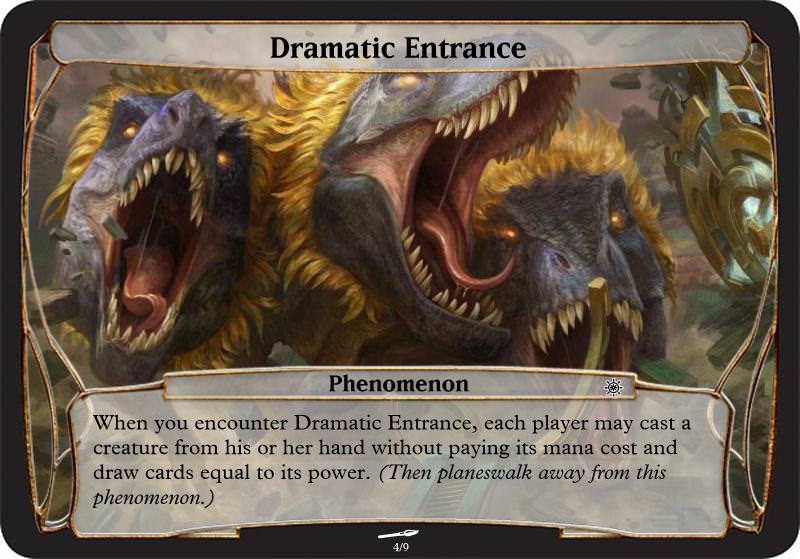 Dramatic Entrance
Phenomenon
When you encounter Dramatic Entrance, each player may cast a
creature from his or her hand without paying its mana cost and
draw cards equal to its power. (Then planeswalk away from this
phenomenon.)
4/9